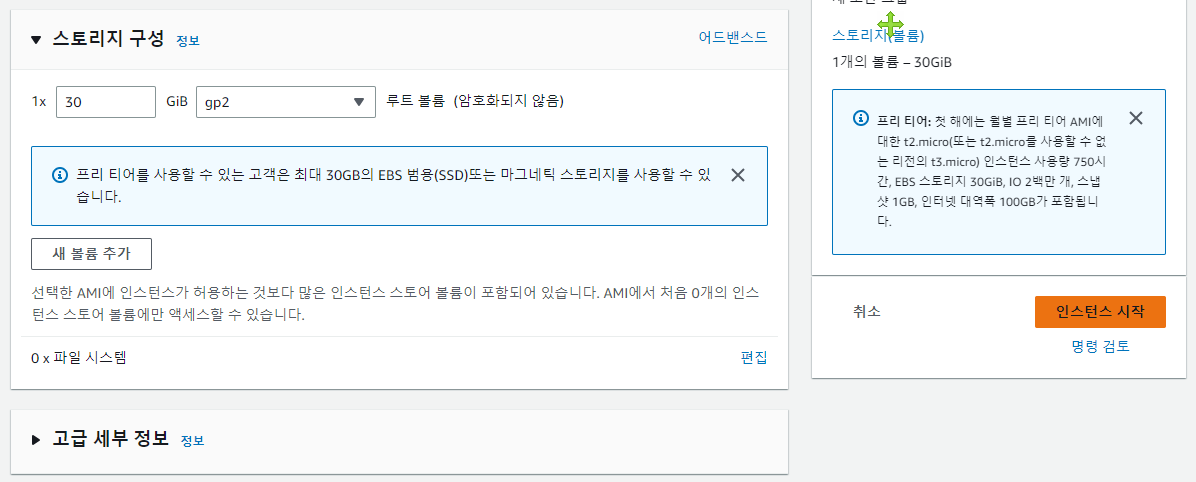 스토리지 구성 정보
어드밴스드
1x 30 GiB gp2 루트 볼륨 (암호화되지 않음)
프리 티어를 사용할 수 있는 고객은 최대 30GB의 EBS 범용(SSD)또는 마그네틱 스토리지를 사용할 수 있
습니다.
새 볼륨 추가
선택한 AMI에 인스턴스가 허용하는 것보다 많은 인스턴스 스토어 볼륨이 포함되어 있습니다. AMI에서 처음 0개의 인스
턴스 스토어 볼륨에만 액세스할 수 있습니다.
0 x 파일 시스템
편집
고급 세부 정보 정보
스토리지(볼륨)
1개의 볼륨 – 30GiB
프리 티어: 첫 해에는 월별 프리 티어 AMI에
대한 t2.micro(또는 t2.micro를 사용할 수 없
는 리전의 t3.micro) 인스턴스 사용량 750시
간, EBS 스토리지 30GiB, IO 2백만 개, 스냅
샷 1GB, 인터넷 대역폭 100GB가 포함됩니
다.
취소
인스턴스 시작
명령 검토